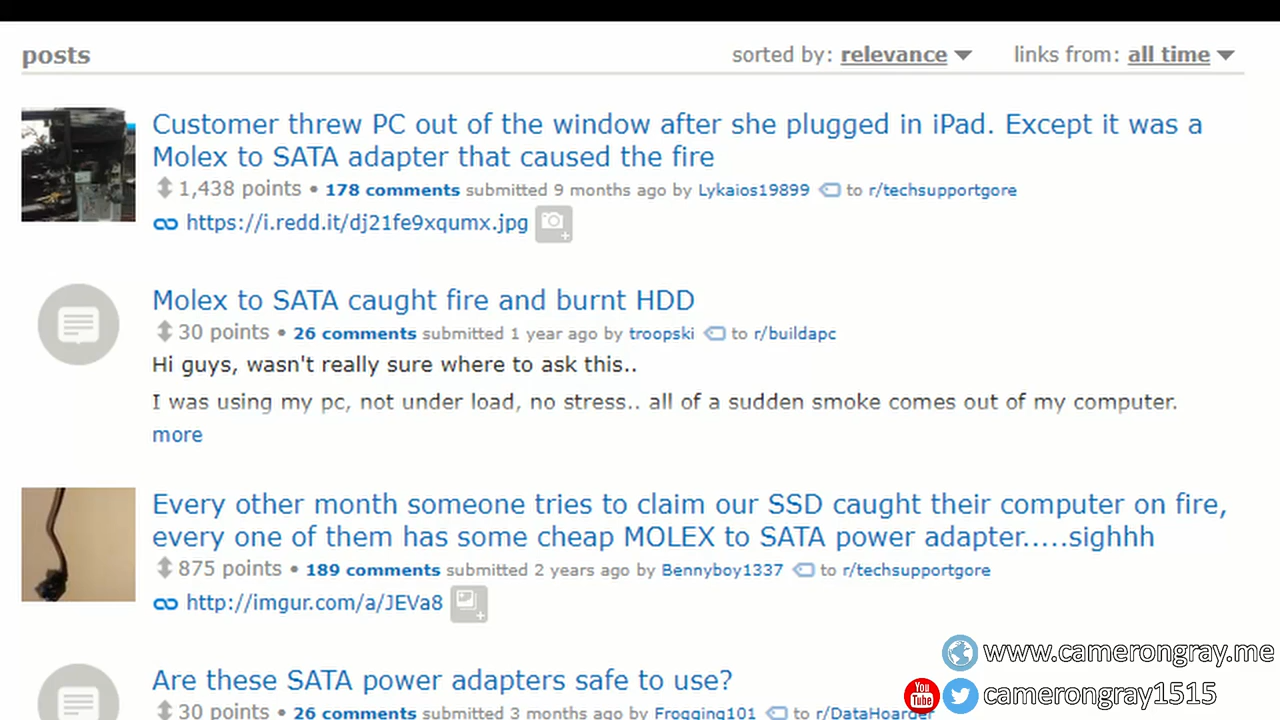 posts
sorted by: relevance links from: all time
Customer threw PC out of the window after she plugged in iPad. Except it was a
Molex to SATA adapter that caused the fire
1,438 points • 178 comments submitted 9 months ago by Lykaios19899 to r/techsupportgore
https://i.redd.it/dj21fe9xqumx.jpg
Molex to SATA caught fire and burnt HDD
30 points • 26 comments submitted 1 year ago by troopski to r/buildapc
Hi guys, wasn't really sure where to ask this..
I was using my pc, not under load, no stress.. all of a sudden smoke comes out of my computer.
more
Every other month someone tries to claim our SSD caught their computer on fire,
every one of them has some cheap MOLEX to SATA power adapter.....sighhh
875 points • 189 comments submitted 2 years ago by Bennyboy1337 to r/techsupportgore
http://imgur.com/a/JEVa8
Are these SATA power adapters safe to use?
30 points • 26 comments submitted 3 months ago by Frogging101 to r/DataHoarder
www.camerongray.me
You Tube
camerongray1515